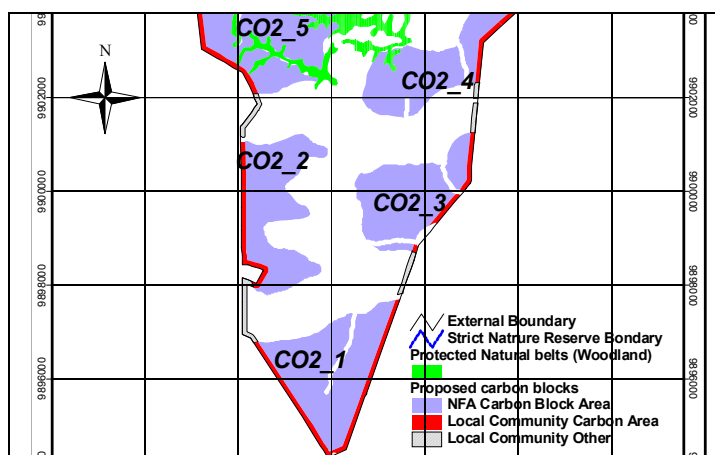 CO2_5
N
CO2_4
9902000
9902000
CO2_2
9900000
CO2_3
9900000
9898000
9898000
External Boundary
Strict Natrure Reserve Bondary
Protected Natural belts (Woodland)
CO2_1
9896000
9896000
Proposed carbon blocks
NFA Carbon Block Area
Local Community Carbon Area
Local Community Other